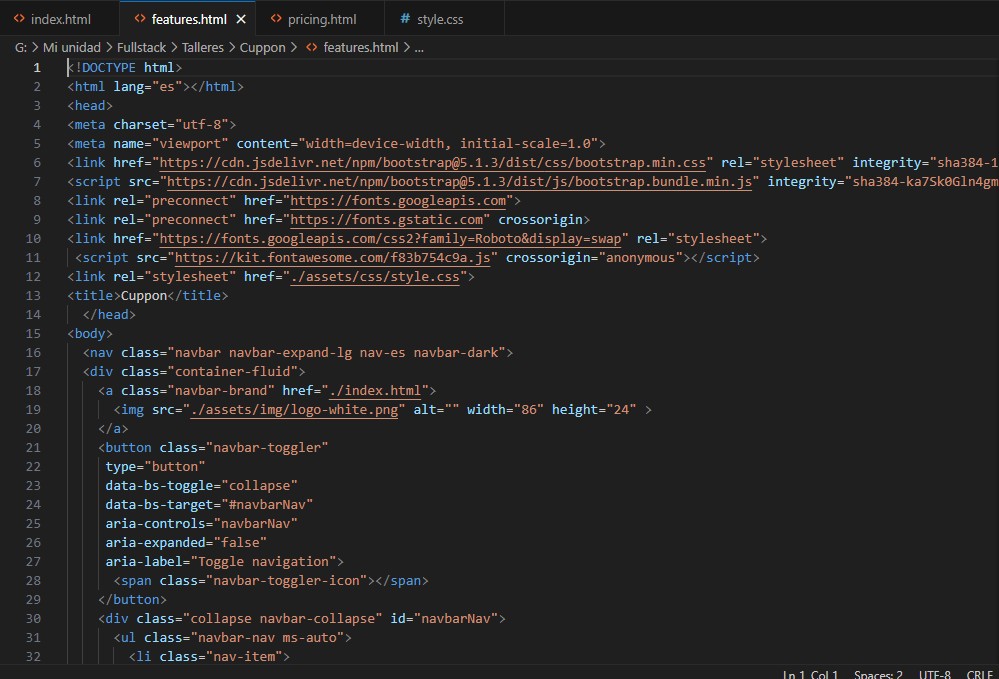 index.html features.html pricing.html # style.css
G: > Mi unidad > Fullstack > Talleres > Cuppon > features.html > ...
1 <!DOCTYPE html>
2 <html lang="es"></html>
3 <head>
4 <meta charset="utf-8">
5 <meta name="viewport" content="width=device-width, initial-scale=1.0">
6 <link href="https://cdn.jsdelivr.net/npm/bootstrap@5.1.3/dist/css/bootstrap.min.css" rel="stylesheet" integrity="sha384-1
7 <script src="https://cdn.jsdelivr.net/npm/bootstrap@5.1.3/dist/js/bootstrap.bundle.min.js" integrity="sha384-ka7Sk0Gln4gm
8 <link rel="preconnect" href="https://fonts.googleapis.com">
9 <link rel="preconnect" href="https://fonts.gstatic.com" crossorigin>
10 <link href="https://fonts.googleapis.com/css2?family=Roboto&display=swap" rel="stylesheet">
11 <script src="https://kit.fontawesome.com/f83b754c9a.js" crossorigin="anonymous"></script>
12 <link rel="stylesheet" href="./assets/css/style.css">
13 <title>Cuppon</title>
14 </head>
15 <body>
16 <nav class="navbar navbar-expand-lg nav-es navbar-dark">
17 <div class="container-fluid">
18 <a class="navbar-brand" href="./index.html">
19 <img src="./assets/img/logo-white.png" alt="" width="86" height="24" >
20 </a>
21 <button class="navbar-toggler"
22 type="button"
23 data-bs-toggle="collapse"
24 data-bs-target="#navbarNav"
25 aria-controls="navbarNav"
26 aria-expanded="false"
27 aria-label="Toggle navigation">
28 <span class="navbar-toggler-icon"></span>
29 </button>
30 <div class="collapse navbar-collapse" id="navbarNav">
31 <ul class="navbar-nav ms-auto">
32 <li class="nav-item">
Ln 1, Col 1 Spaces: 2 UTF-8 CRLF